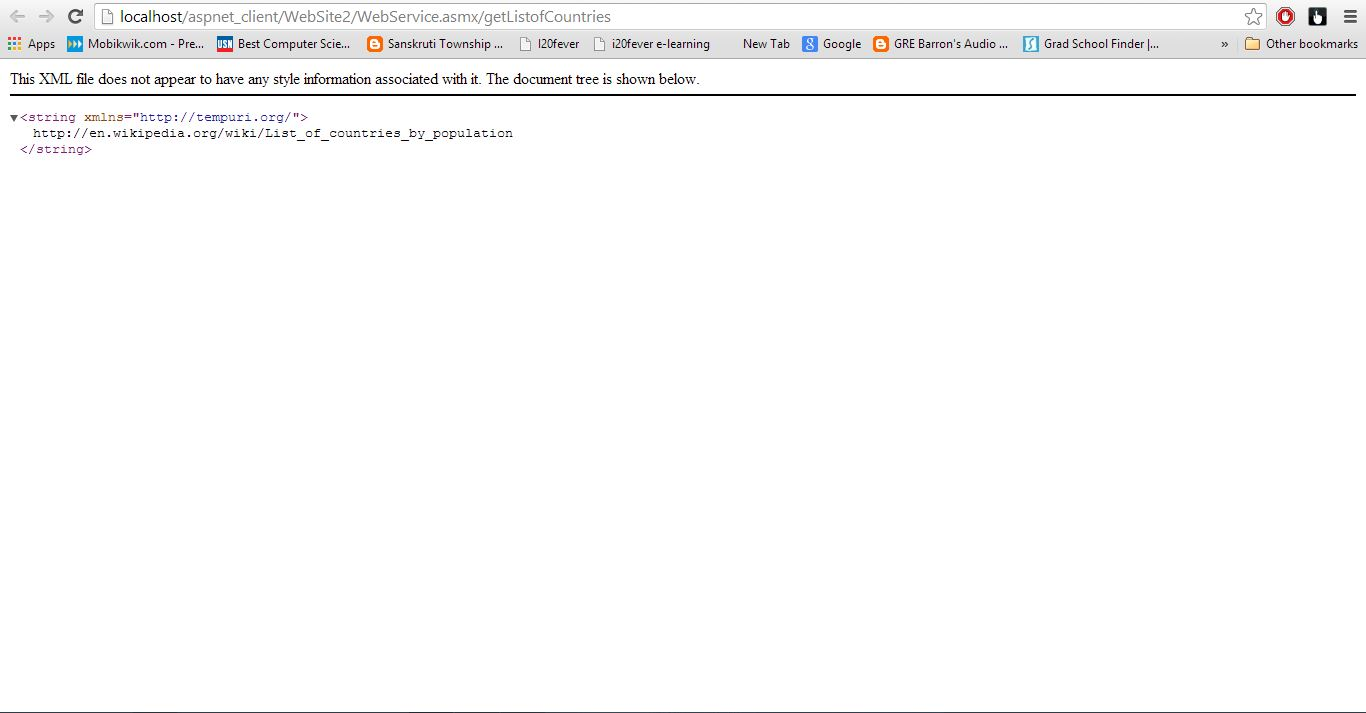 localhost/aspnet_client/WebSite2/WebService.asmx/getListofCountries
Apps Mobikwik.com - Pre... USN Best Computer Scie... Sanskruti Township ... I20fever i20fever e-learning New Tab 8 Google GRE Barron's Audio ... S Grad School Finder |... » Other bookmarks
This XML file does not appear to have any style information associated with it. The document tree is shown below.
▼<string xmlns="http://tempuri.org/">
http://en.wikipedia.org/wiki/List_of_countries_by_population
</string>